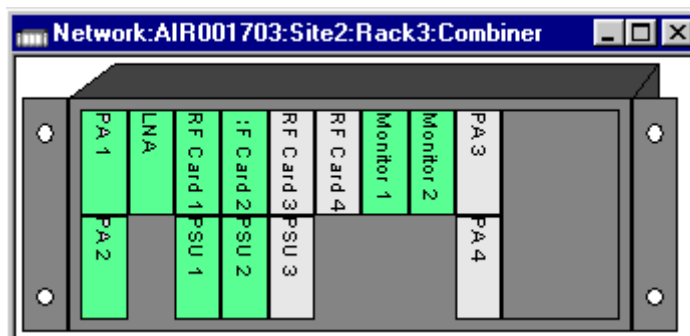 Network:AIR001703:Site2:Rack3:Combiner
PA 1
LNA
RF Card 1
:F Card 2
RF Card 3
RF Card 4
Monitor 1
Monitor 2
PA 3
PA 2
PSU 1
PSU 2
PSU 3
PA 4